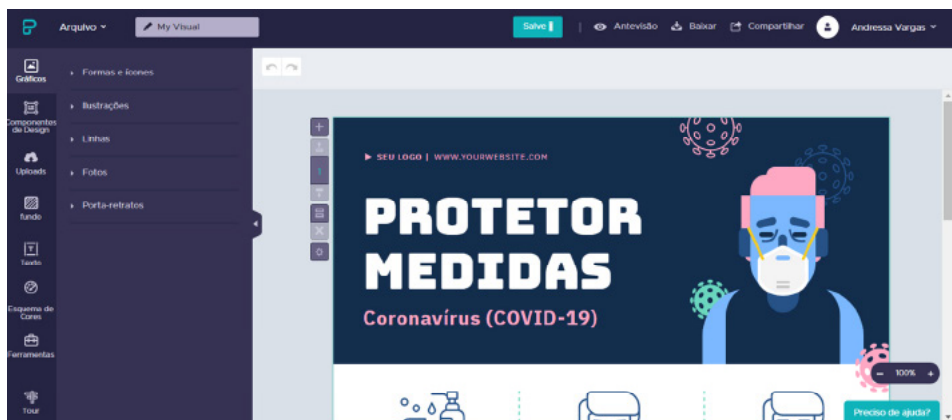 Arquivo
My Visual
Salve
Antevisão
Baixar
Compartilhar
Andressa Vargas
Gráficos
Componentes
de Design
Uploads
fundo
Texto
Esquema de
Cores
Ferramentas
Tour
Formas e ícones
Ilustrações
Linhas
Fotos
Porta-retratos
1
SEU LOGO | WWW.YOURWEBSITE.COM
PROTETOR
MEDIDAS
Coronavírus (COVID-19)
100%
Preciso de ajuda?